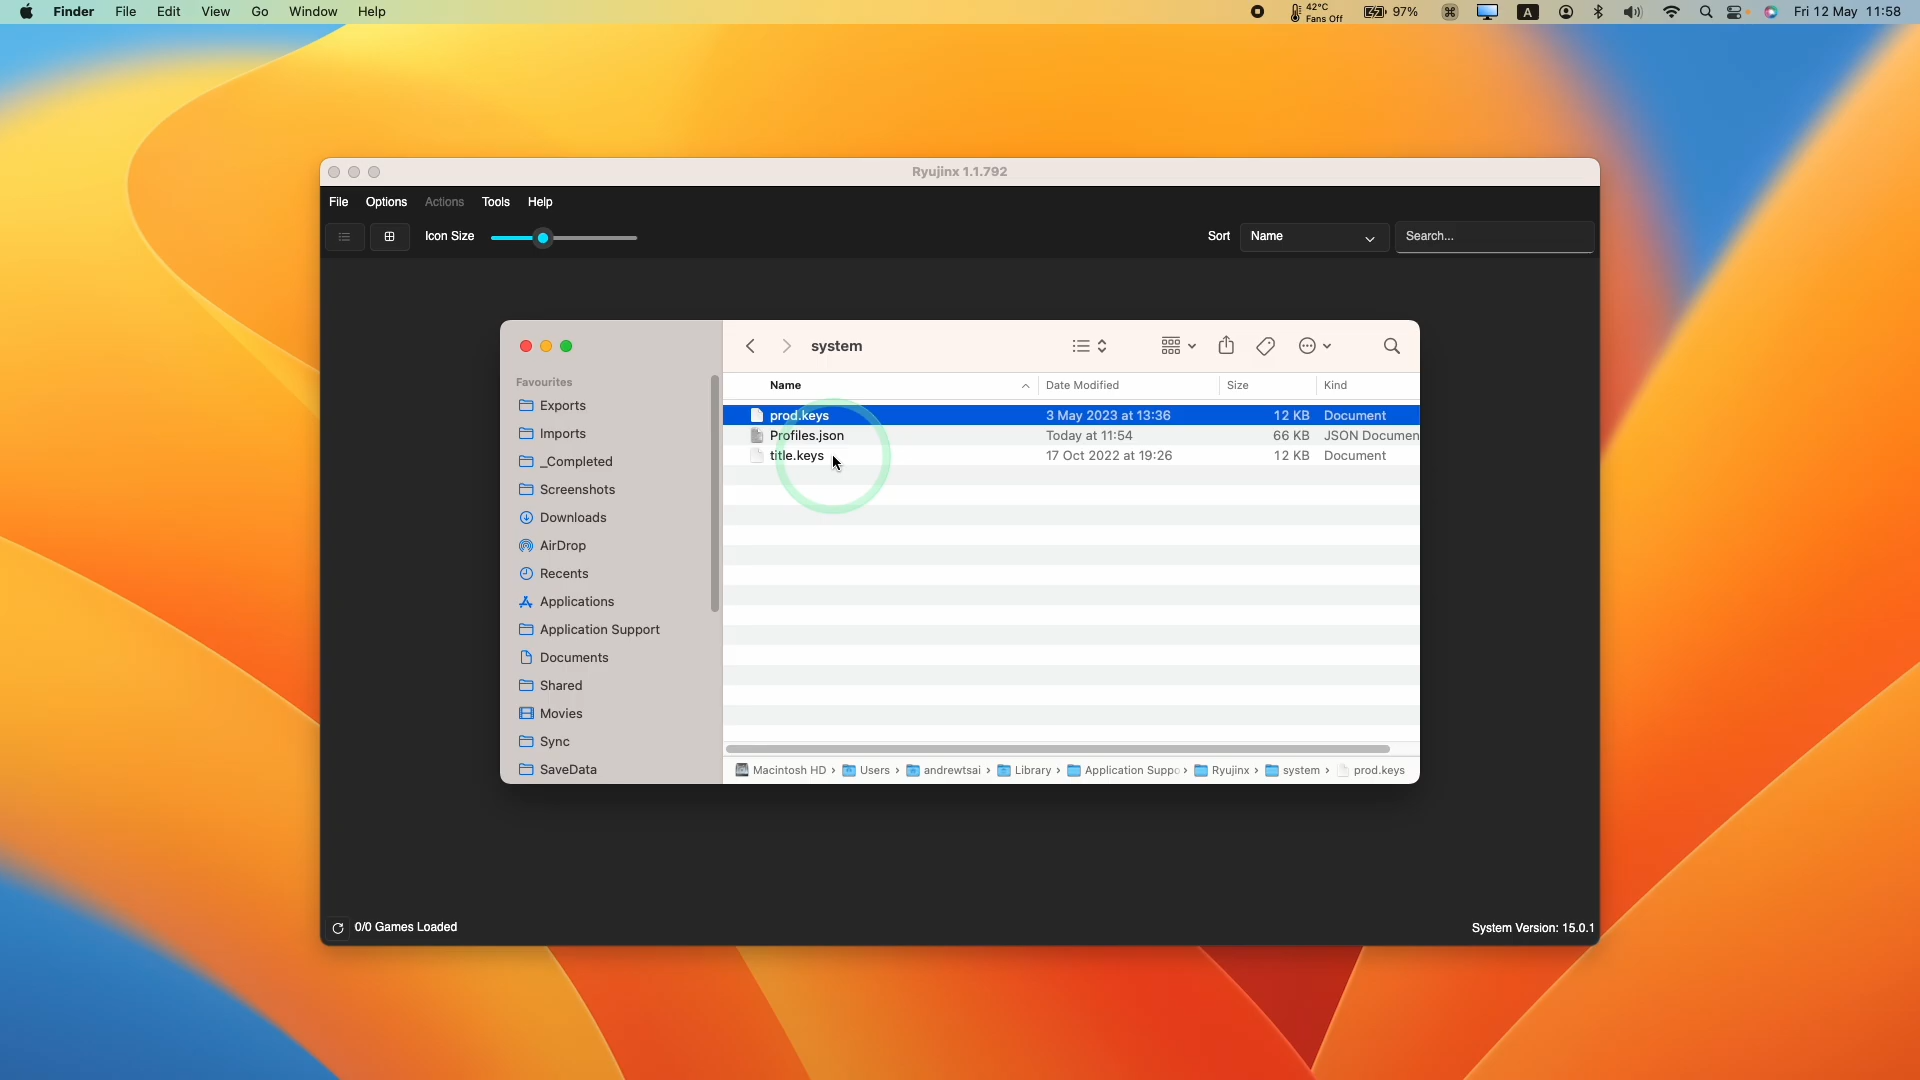 Finder File Edit View Go Window Help
42°C
Fans Off
97%
A
Fri 12 May 11:58
Ryujinx 1.1.792
File Options Actions Tools Help
Icon Size
Sort Name Search...
Favourites
Exports
Imports
_Completed
Screenshots
Downloads
AirDrop
Recents
Applications
Application Support
Documents
Shared
Movies
Sync
SaveData
system
Name Date Modified Size Kind
prod.keys 3 May 2023 at 13:36 12 KB Document
Profiles.json Today at 11:54 66 KB JSON Documen
title.keys 17 Oct 2022 at 19:26 12 KB Document
Macintosh HD › Users › andrewtsai › Library › Application Suppo › Ryujinx › system › prod.keys
0/0 Games Loaded
System Version: 15.0.1